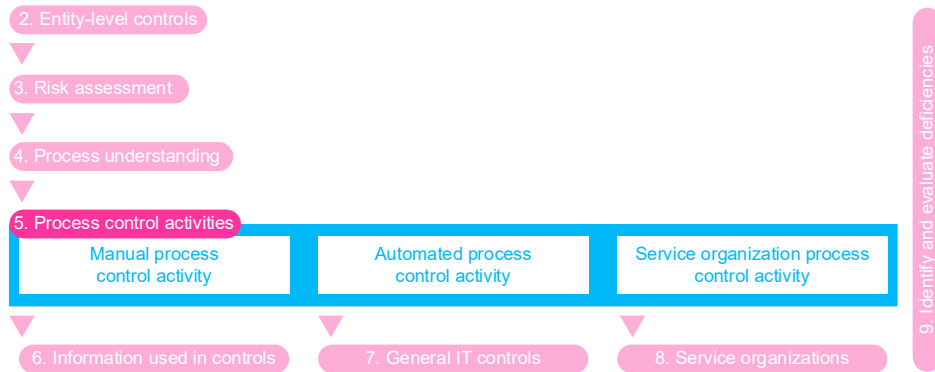 2. Entity-level controls
3. Risk assessment
4. Process understanding
5. Process control activities
Manual process
control activity
Automated process
control activity
Service organization process
control activity
6. Information used in controls
7. General IT controls
8. Service organizations
9. Identify and evaluate deficiencies